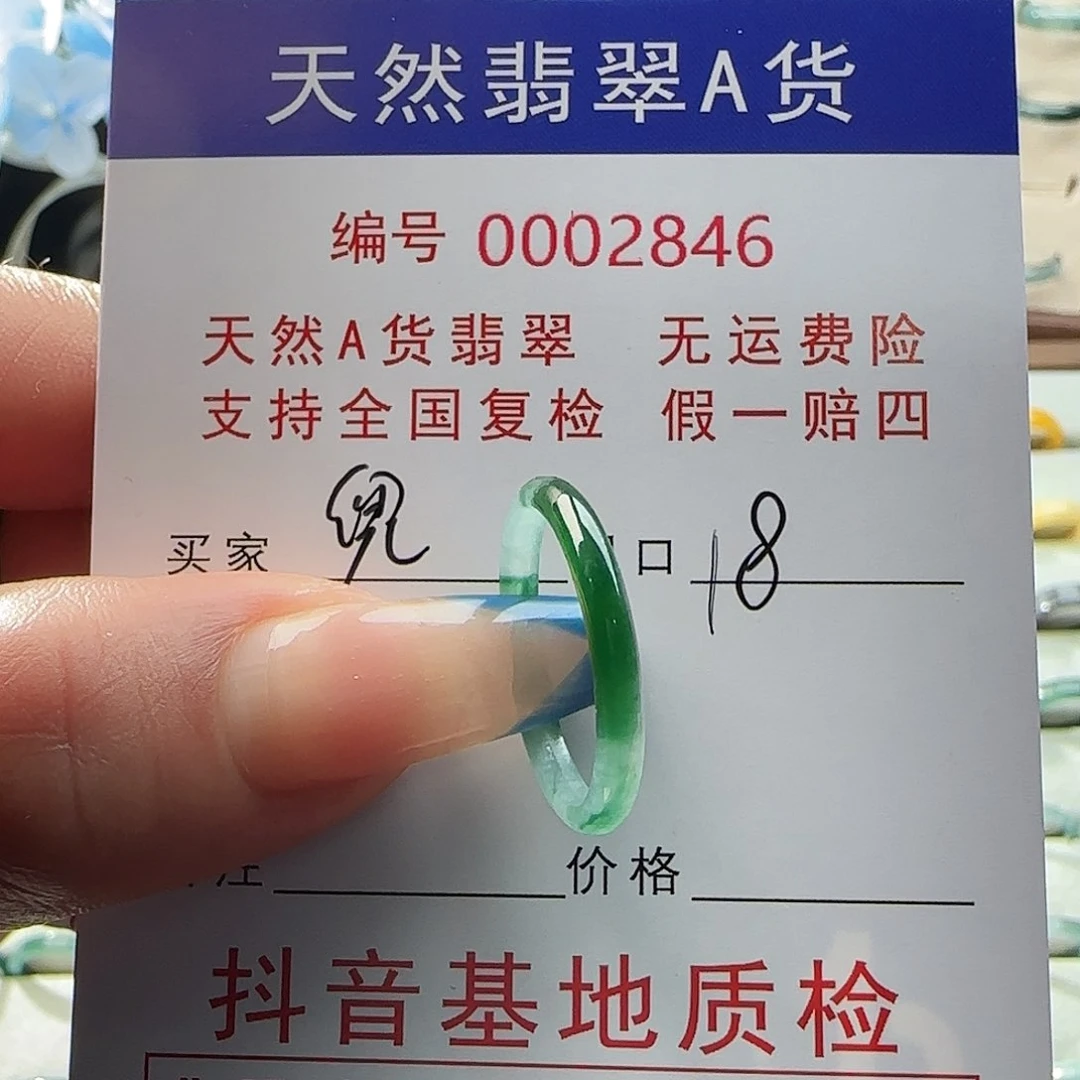 天然翡翠A货
编号 0002846
天然A货翡翠 无运费险
支持全国复检 假一赔四
买家 口 18
注 价格
抖音基地质检